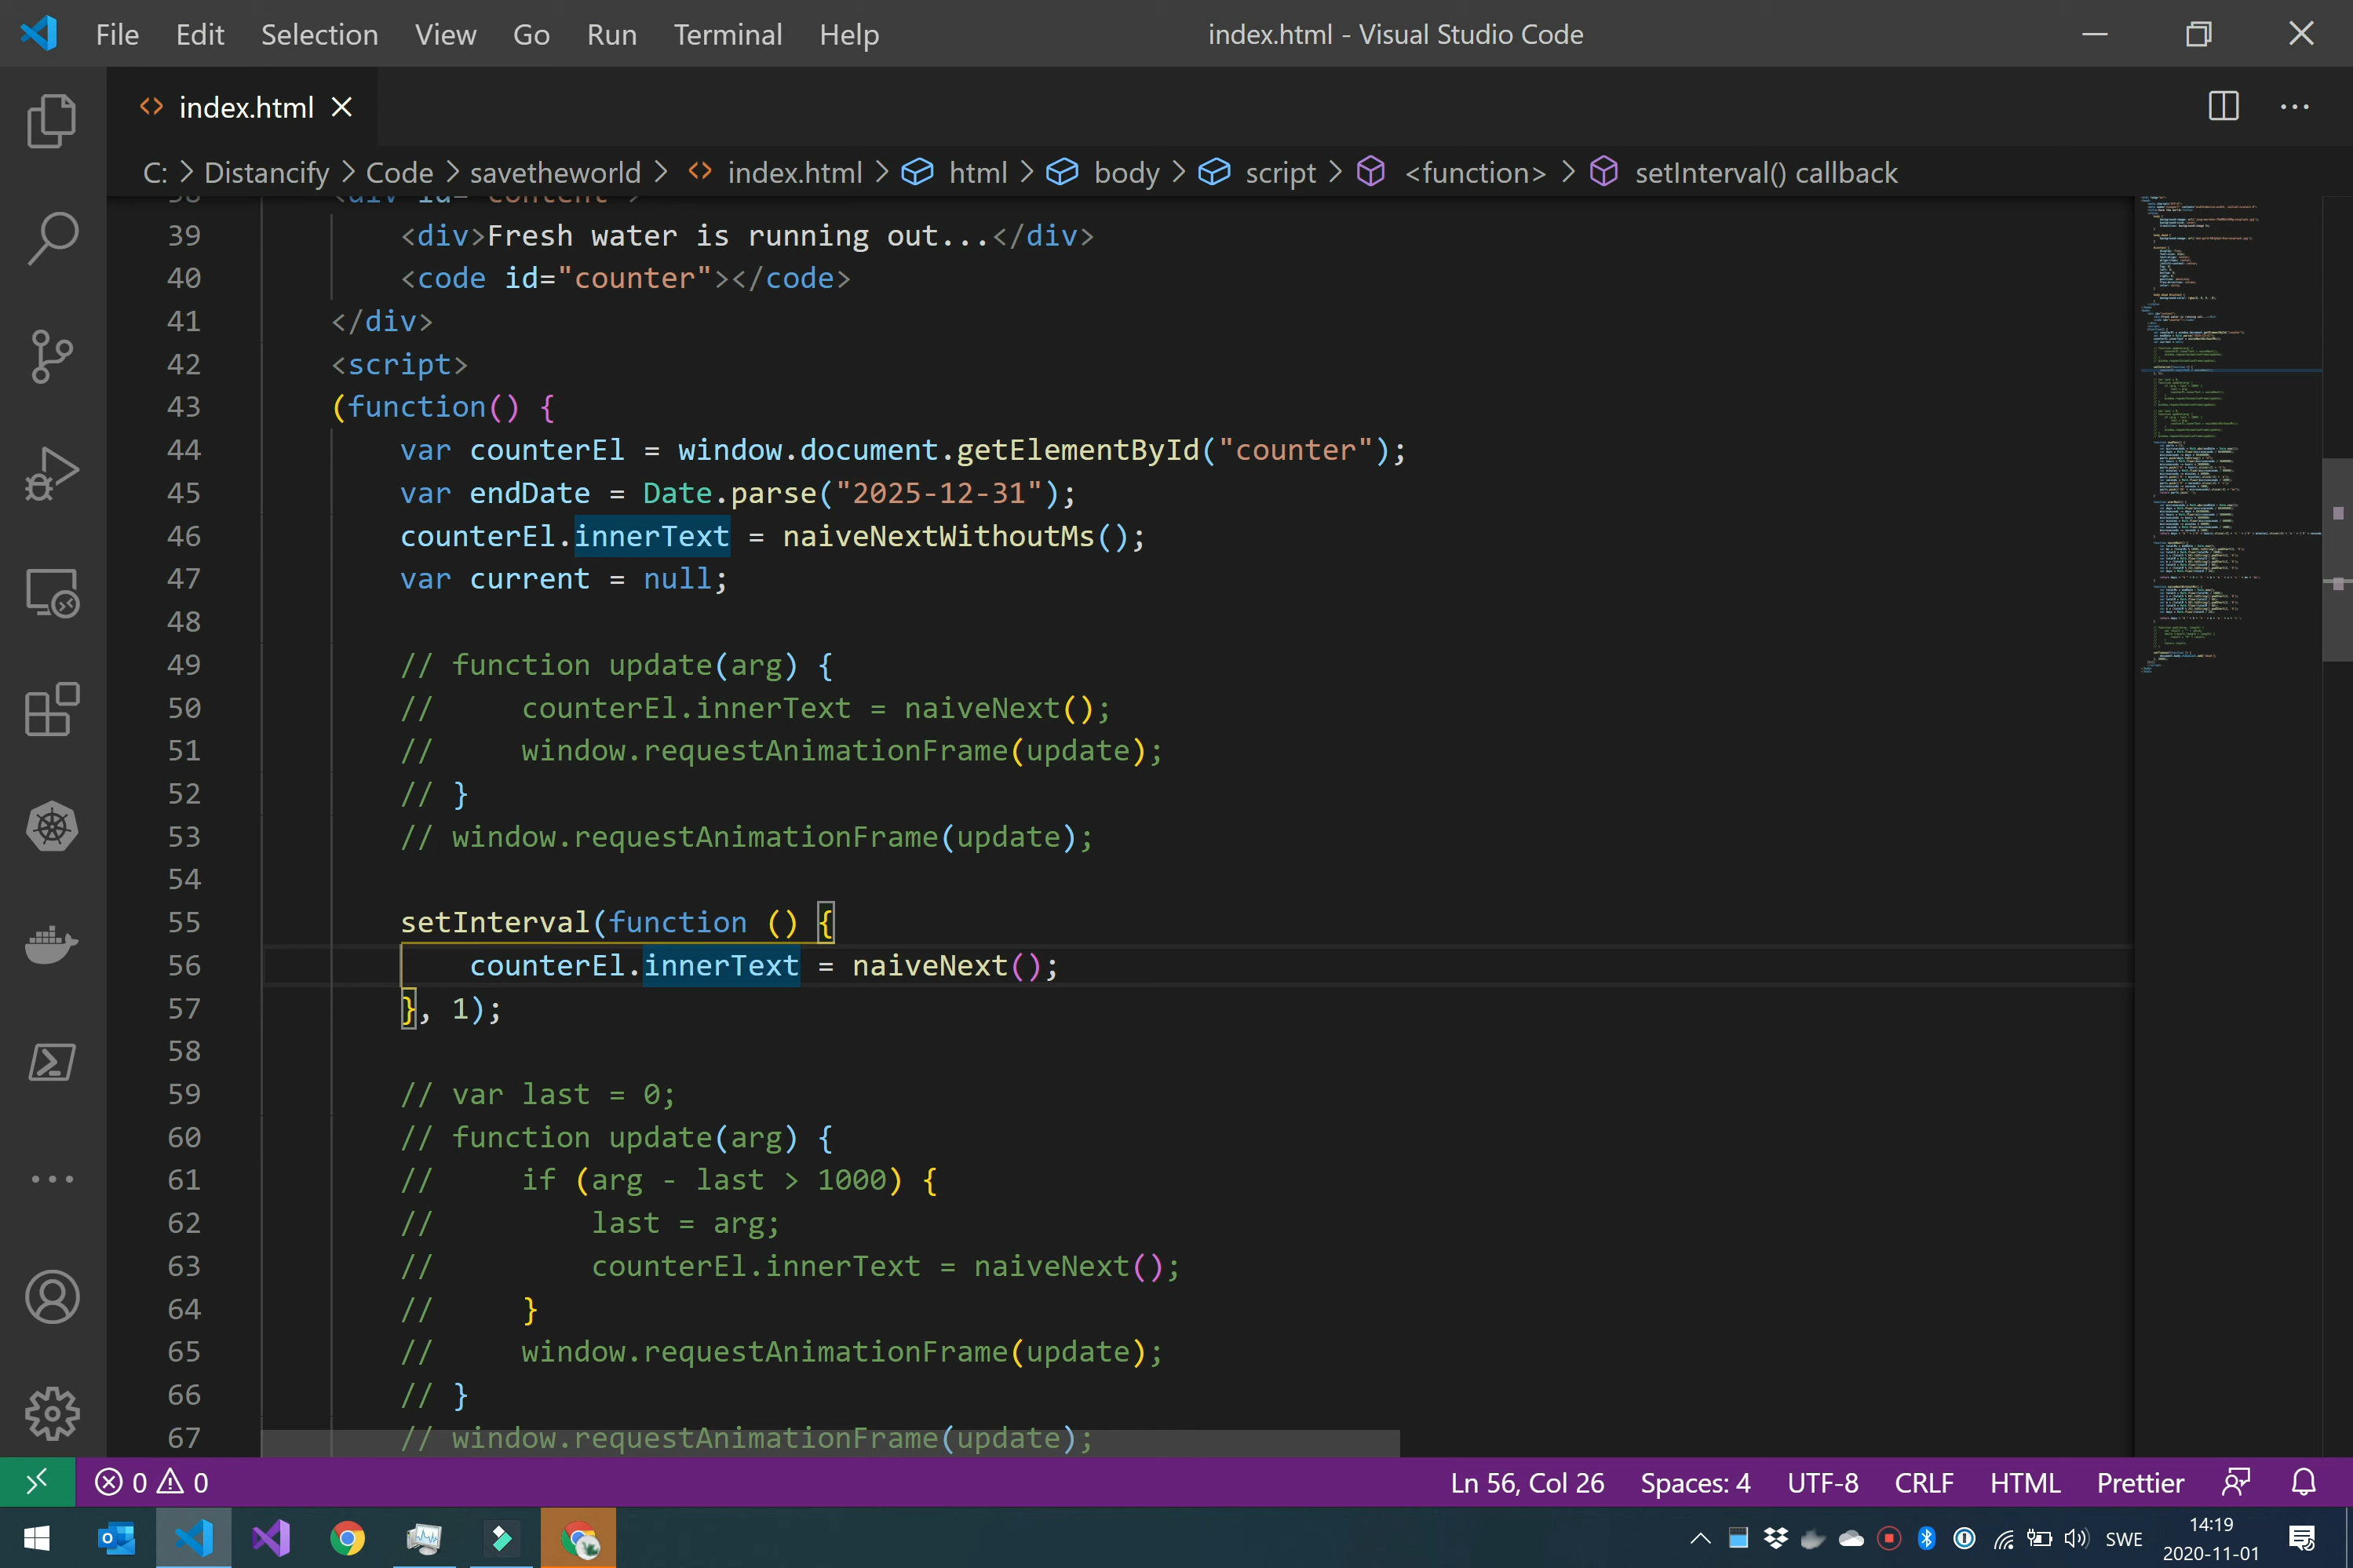 File Edit Selection View Go Run Terminal Help
index.html - Visual Studio Code
index.html
C: > Distancify > Code > savetheworld > index.html > html > body > script > <function> > setInterval() callback
38 <div id="content">
39 <div>Fresh water is running out...</div>
40 <code id="counter"></code>
41 </div>
42 <script>
43 (function() {
44 var counterEl = window.document.getElementById("counter");
45 var endDate = Date.parse("2025-12-31");
46 counterEl.innerText = naiveNextWithoutMs();
47 var current = null;
48
49 // function update(arg) {
50 //     counterEl.innerText = naiveNext();
51 //     window.requestAnimationFrame(update);
52 // }
53 // window.requestAnimationFrame(update);
54
55 setInterval(function () {
56     counterEl.innerText = naiveNext();
57 }, 1);
58
59 // var last = 0;
60 // function update(arg) {
61 //     if (arg - last > 1000) {
62 //         last = arg;
63 //         counterEl.innerText = naiveNext();
64 //     }
65 //     window.requestAnimationFrame(update);
66 // }
67 // window.requestAnimationFrame(update);
0 0
Ln 56, Col 26 Spaces: 4 UTF-8 CRLF HTML Prettier
SWE
14:19
2020-11-01